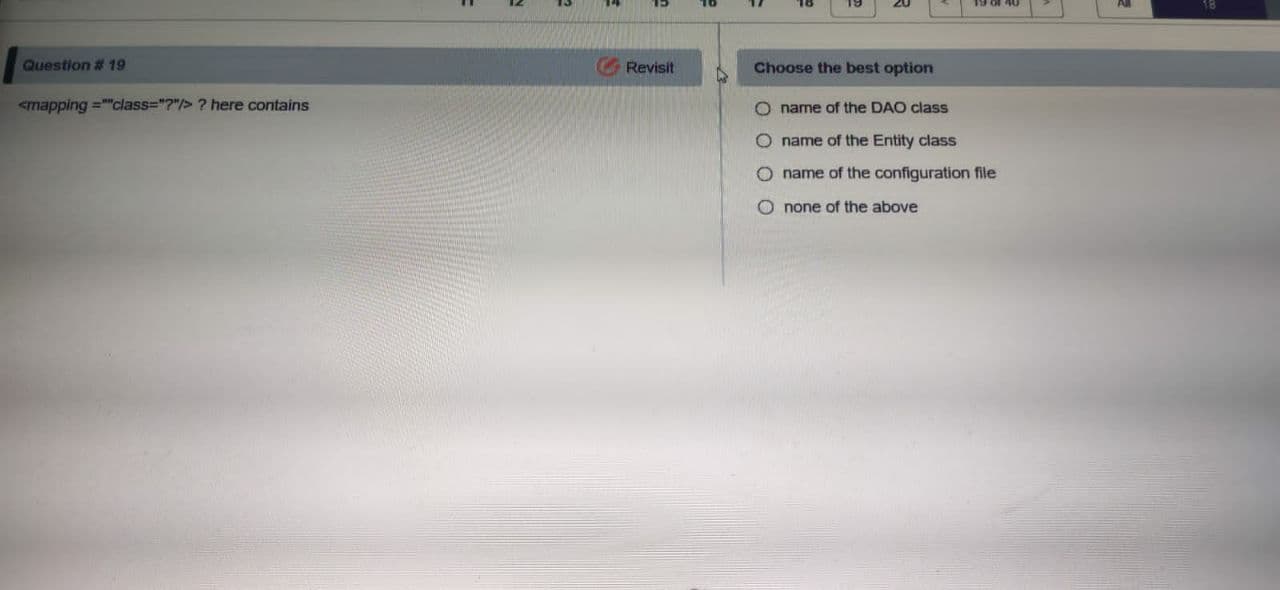 11 12 13 14 15 16 17 18 19 20 < 19 of 40 > All 18
Question # 19
Revisit
Choose the best option
<mapping =""class="?"/> ? here contains
name of the DAO class
name of the Entity class
name of the configuration file
none of the above